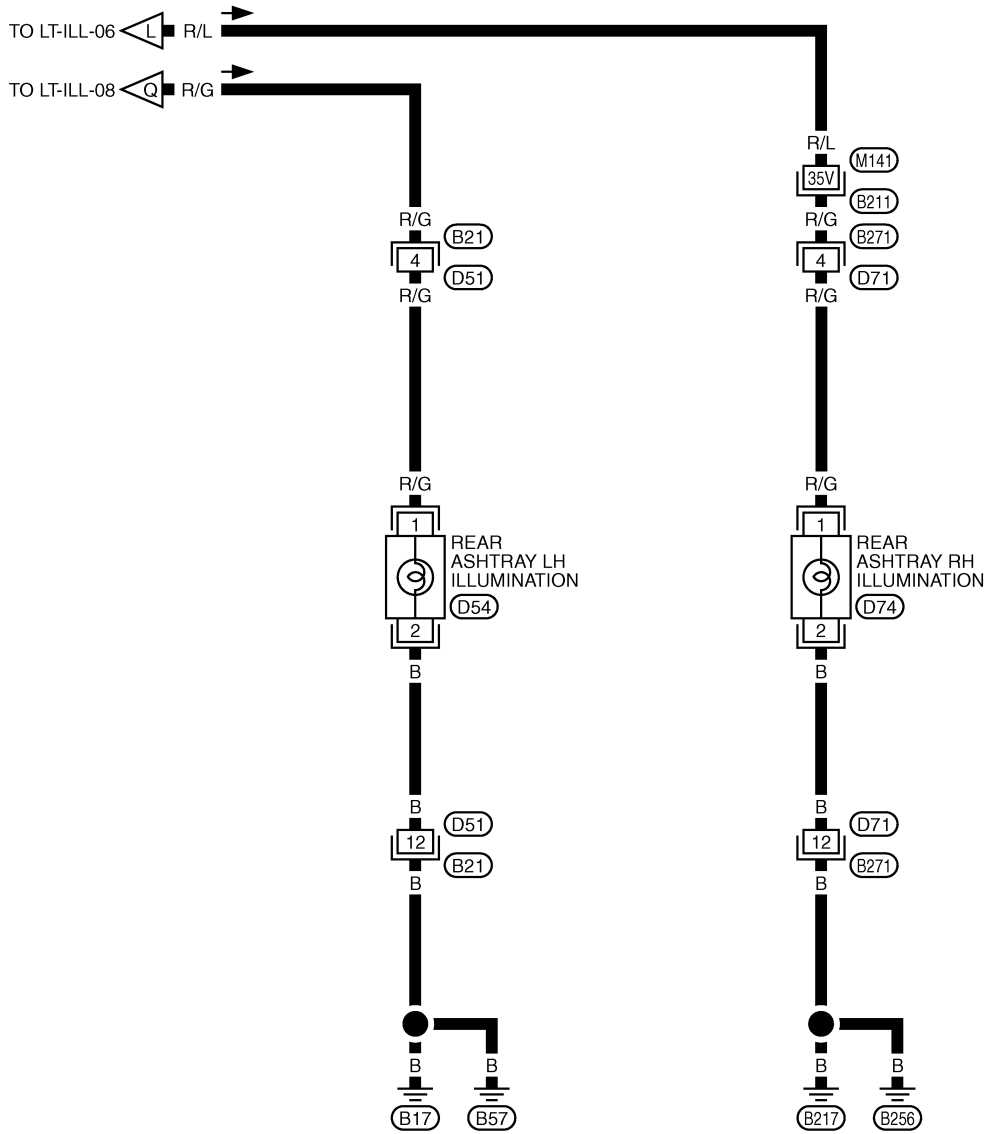 TO LT-ILL-06 L R/L
TO LT-ILL-08 Q R/G
R/L
M141
35V
B211
R/G R/G
B21 B271
4 4
D51 D71
R/G R/G
R/G R/G
1 1
REAR
ASHTRAY LH
ILLUMINATION
D54
REAR
ASHTRAY RH
ILLUMINATION
D74
2 2
B B
B B
D51 D71
12 12
B21 B271
B B
B B B B
B17 B57 B217 B256